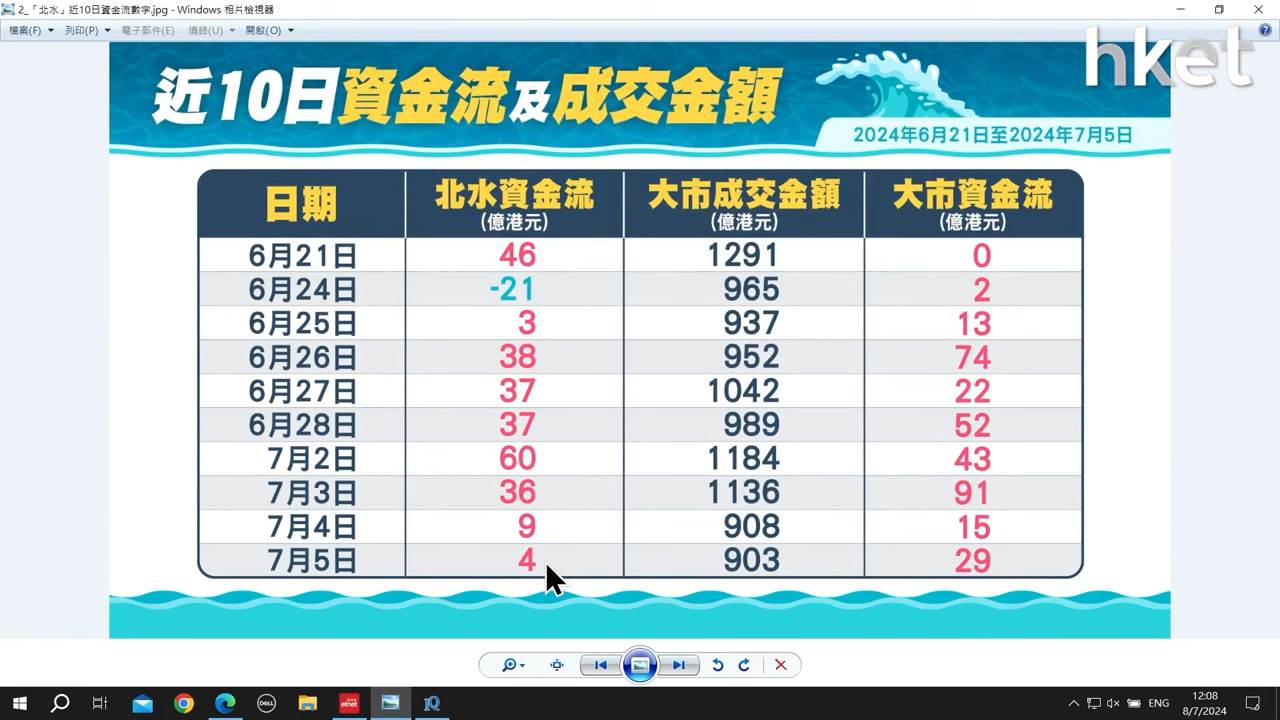 2_「北水」近10日資金流數字.jpg - Windows 相片檢視器
檔案(F) 列印(P) 電子郵件(E) 燒錄(U) 開啟(O)
hket
近10日資金流及成交金額
2024年6月21日至2024年7月5日
日期 北水資金流 (億港元) 大市成交金額 (億港元) 大市資金流 (億港元)
6月21日 46 1291 0
6月24日 -21 965 2
6月25日 3 937 13
6月26日 38 952 74
6月27日 37 1042 22
6月28日 37 989 52
7月2日 60 1184 43
7月3日 36 1136 91
7月4日 9 908 15
7月5日 4 903 29
DELL
etnet
IQ
ENG
12:08
8/7/2024